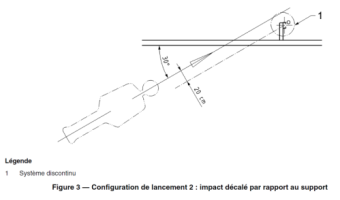 1
30°
20 cm
Légende
1 Système discontinu
Figure 3 — Configuration de lancement 2 : impact décalé par rapport au support